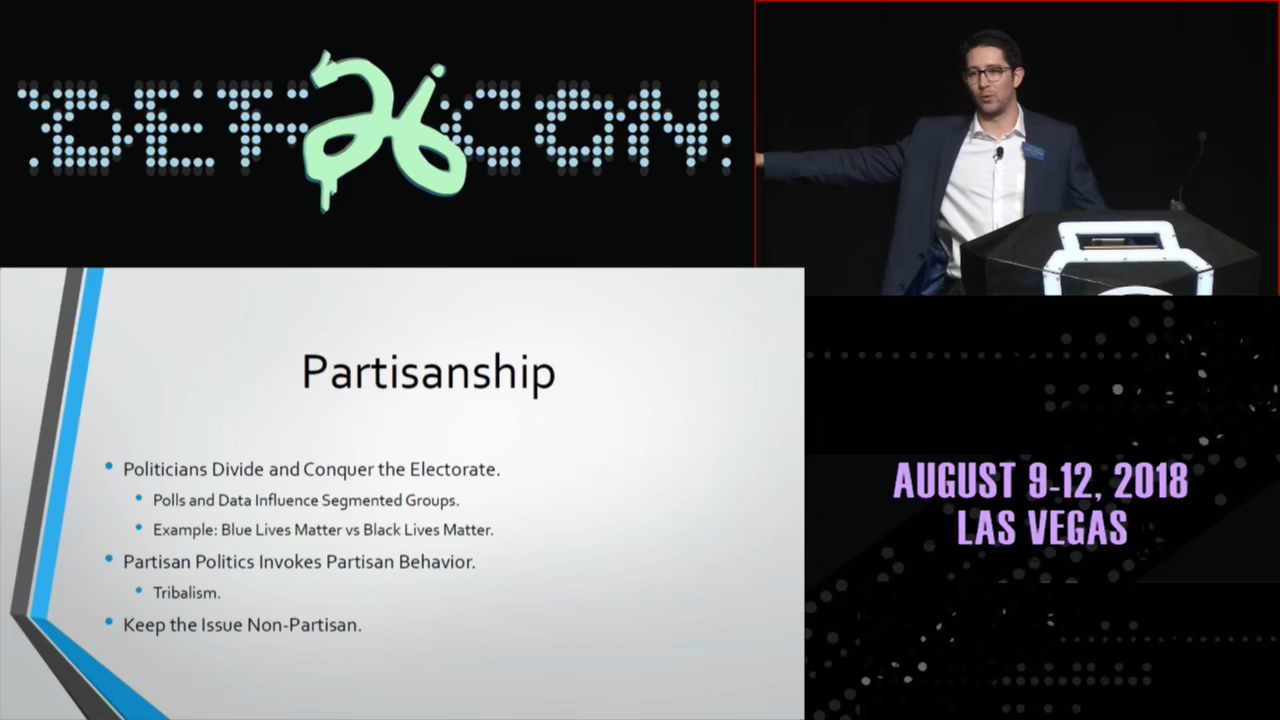 DEF CON
26
Partisanship
Politicians Divide and Conquer the Electorate.
Polls and Data Influence Segmented Groups.
Example: Blue Lives Matter vs Black Lives Matter.
Partisan Politics Invokes Partisan Behavior.
Tribalism.
Keep the Issue Non-Partisan.
AUGUST 9-12, 2018
LAS VEGAS